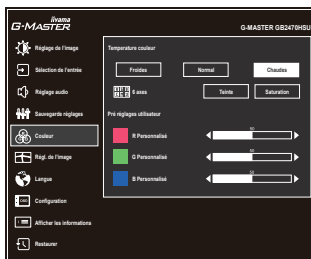 iiyama
G-MASTER
G-MASTER GB2470HSU
Réglage de l'image
Sélection de l'entrée
Réglage audio
Sauvegarde réglages
Couleur
Régl. de l'image
Langue
OSD
Configuration
Afficher les informations
Restaurer
Temperature couleur
Froides
Normal
Chaudes
6 axes
Teinte
Saturation
Pré réglages utilisateur
R Personnalisé
50
G Personnalisé
50
B Personnalisé
50